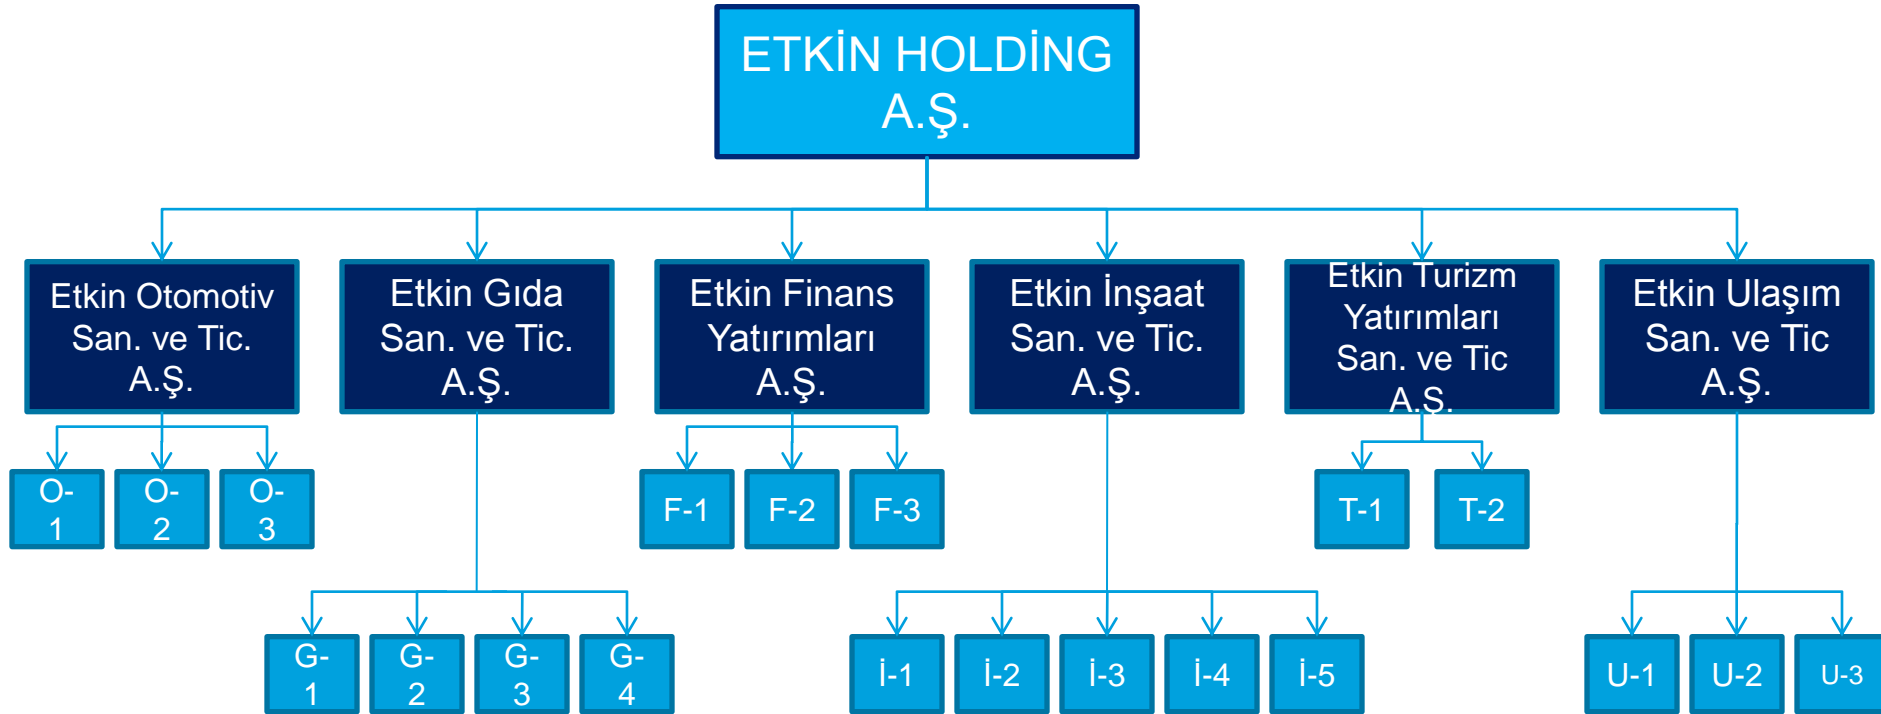 ETKİN HOLDİNG
A.Ş.
Etkin Otomotiv
San. ve Tic.
A.Ş.
Etkin Gıda
San. ve Tic.
A.Ş.
Etkin Finans
Yatırımları
A.Ş.
Etkin İnşaat
San. ve Tic.
A.Ş.
Etkin Turizm
Yatırımları
San. ve Tic
A.Ş.
Etkin Ulaşım
San. ve Tic
A.Ş.
O-
1
O-
2
O-
3
F-1
F-2
F-3
T-1
T-2
G-
1
G-
2
G-
3
G-
4
İ-1
İ-2
İ-3
İ-4
İ-5
U-1
U-2
U-3